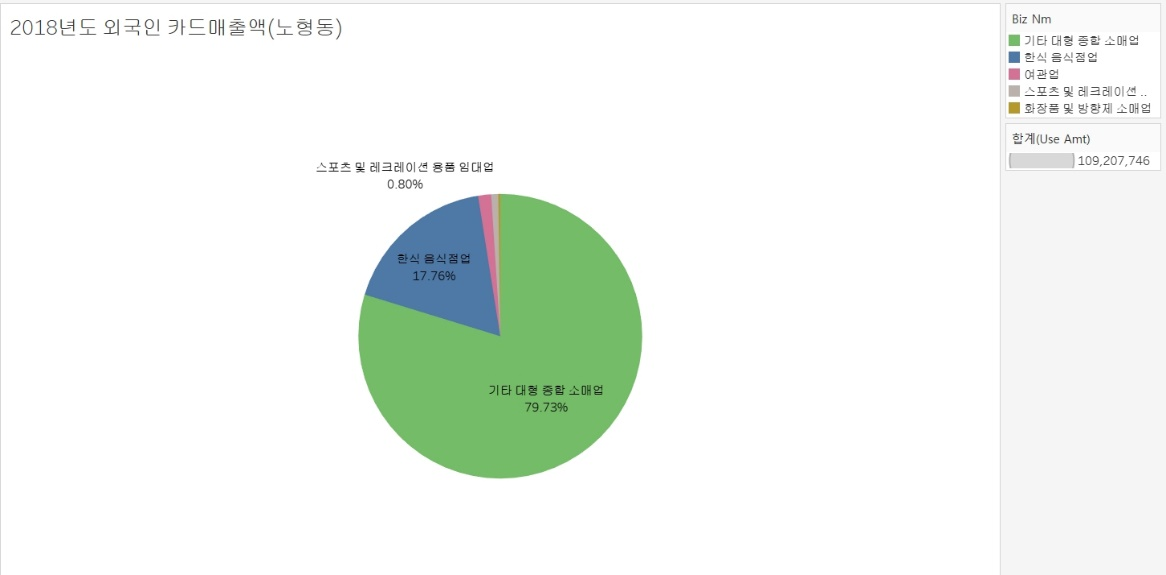 2018년도 외국인 카드매출액(노형동)
스포츠 및 레크레이션 용품 임대업
0.80%
한식 음식점업
17.76%
기타 대형 종합 소매업
79.73%
Biz Nm
기타 대형 종합 소매업
한식 음식점업
여관업
스포츠 및 레크레이션 ..
화장품 및 방향제 소매업
합계(Use Amt)
109,207,746